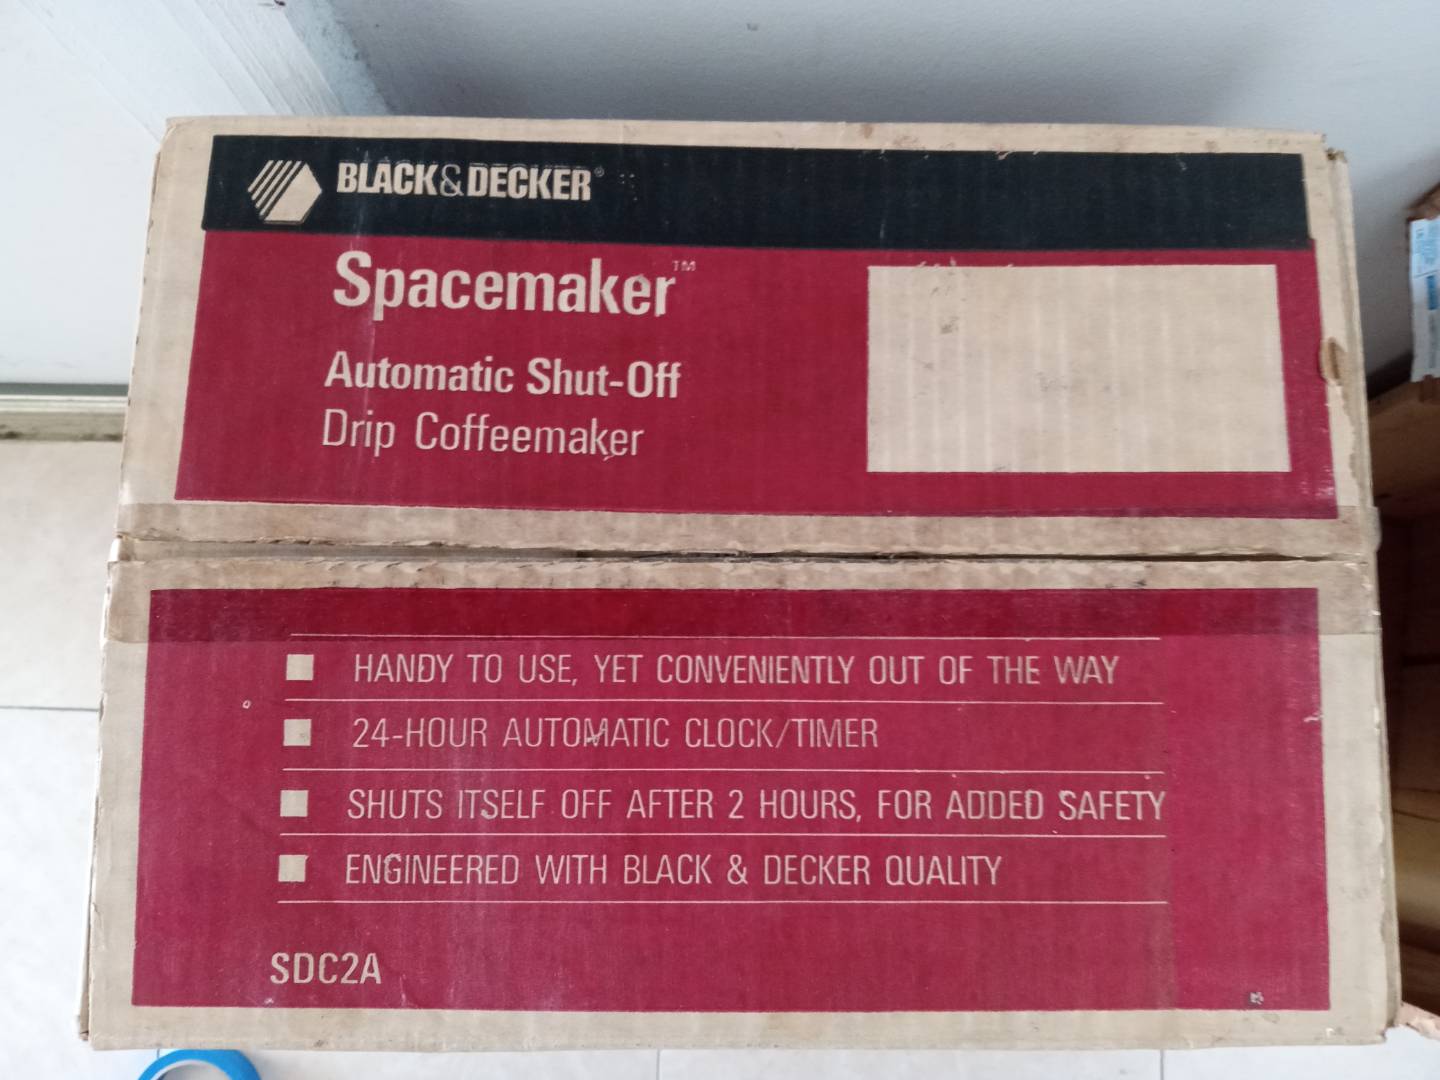 BLACK&DECKER®
Spacemaker™
Automatic Shut-Off
Drip Coffeemaker
HANDY TO USE, YET CONVENIENTLY OUT OF THE WAY
24-HOUR AUTOMATIC CLOCK/TIMER
SHUTS ITSELF OFF AFTER 2 HOURS, FOR ADDED SAFETY
ENGINEERED WITH BLACK & DECKER QUALITY
SDC2A